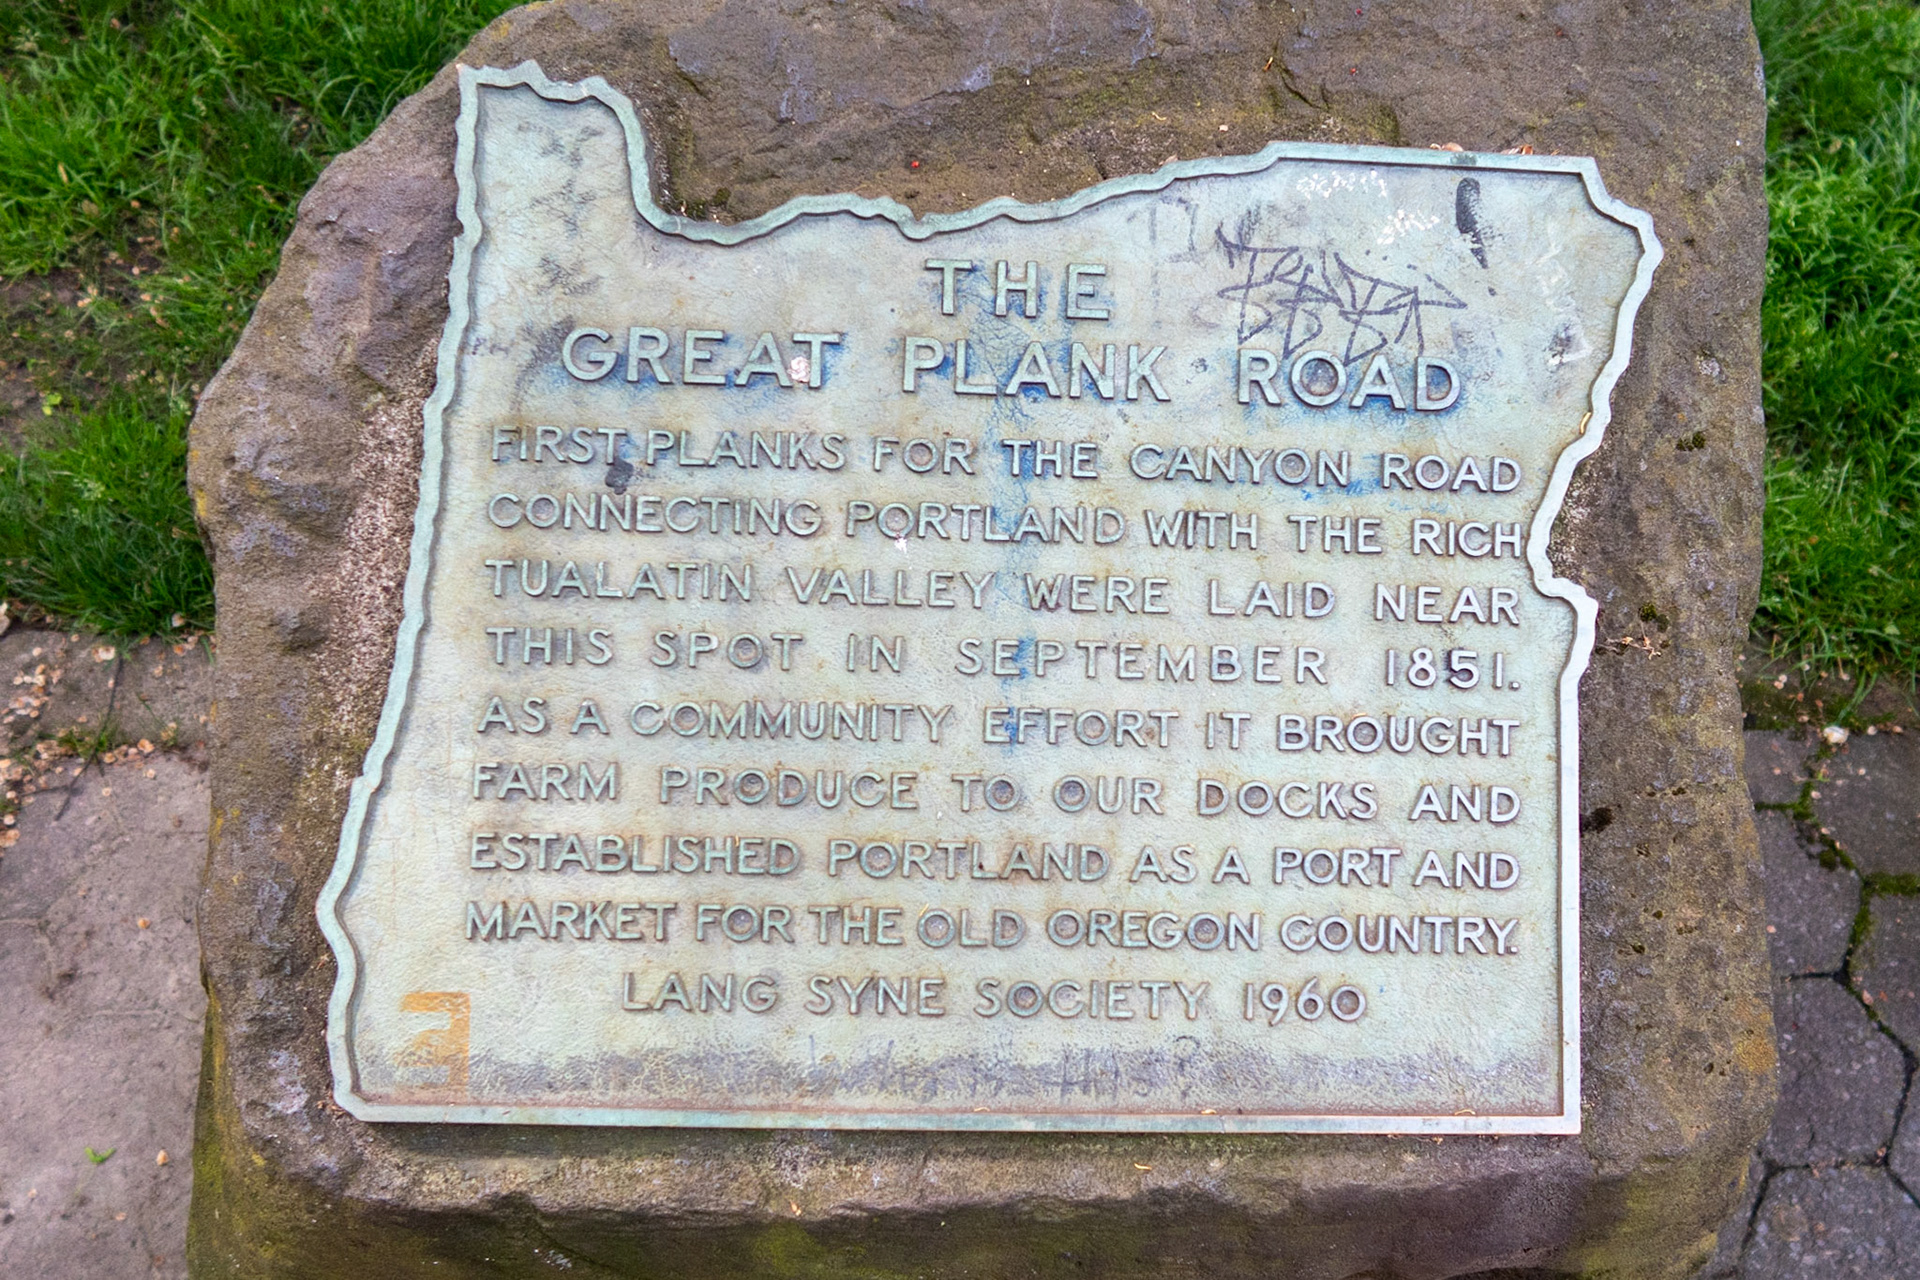 THE
GREAT PLANK ROAD
FIRST PLANKS FOR THE CANYON ROAD
CONNECTING PORTLAND WITH THE RICH
TUALATIN VALLEY WERE LAID NEAR
THIS SPOT IN SEPTEMBER 1851.
AS A COMMUNITY EFFORT IT BROUGHT
FARM PRODUCE TO OUR DOCKS AND
ESTABLISHED PORTLAND AS A PORT AND
MARKET FOR THE OLD OREGON COUNTRY.
LANG SYNE SOCIETY 1960